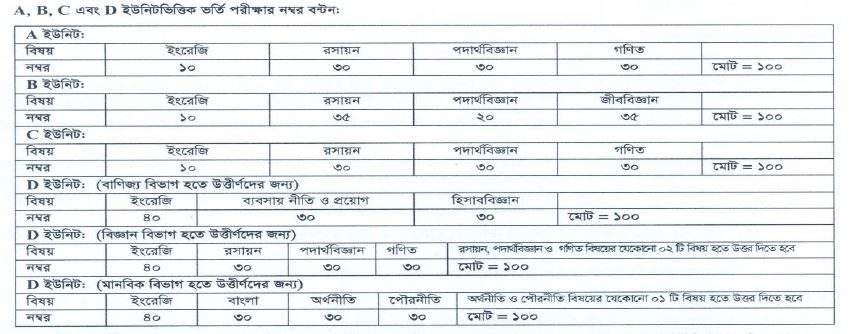 A, B, C এবং D ইউনিটভিত্তিক ভর্তি পরীক্ষার নম্বর বন্টনঃ
A ইউনিট:
বিষয় ইংরেজি রসায়ন পদার্থবিজ্ঞান গণিত
নম্বর ১০ ৩০ ৩০ ৩০ মোট = ১০০
B ইউনিট:
বিষয় ইংরেজি রসায়ন পদার্থবিজ্ঞান জীববিজ্ঞান
নম্বর ১০ ৩৫ ২০ ৩৫ মোট = ১০০
C ইউনিট:
বিষয় ইংরেজি রসায়ন পদার্থবিজ্ঞান গণিত
নম্বর ১০ ৩০ ৩০ ৩০ মোট = ১০০
D ইউনিট: (বাণিজ্য বিভাগ হতে উত্তীর্ণদের জন্য)
বিষয় ইংরেজি ব্যবসায় নীতি ও প্রয়োগ হিসাববিজ্ঞান
নম্বর ৪০ ৩০ ৩০ মোট = ১০০
D ইউনিট: (বিজ্ঞান বিভাগ হতে উত্তীর্ণদের জন্য)
বিষয় ইংরেজি রসায়ন পদার্থবিজ্ঞান গণিত রসায়ন, পদার্থবিজ্ঞান ও গণিত বিষয়ের যেকোনো ০২ টি বিষয় হতে উত্তর দিতে হবে
নম্বর ৪০ ৩০ ৩০ ৩০ মোট = ১০০
D ইউনিট: (মানবিক বিভাগ হতে উত্তীর্ণদের জন্য)
বিষয় ইংরেজি বাংলা অর্থনীতি পৌরনীতি অর্থনীতি ও পৌরনীতি বিষয়ের যেকোনো ০১ টি বিষয় হতে উত্তর দিতে হবে
নম্বর ৪০ ৩০ ৩০ ৩০ মোট = ১০০